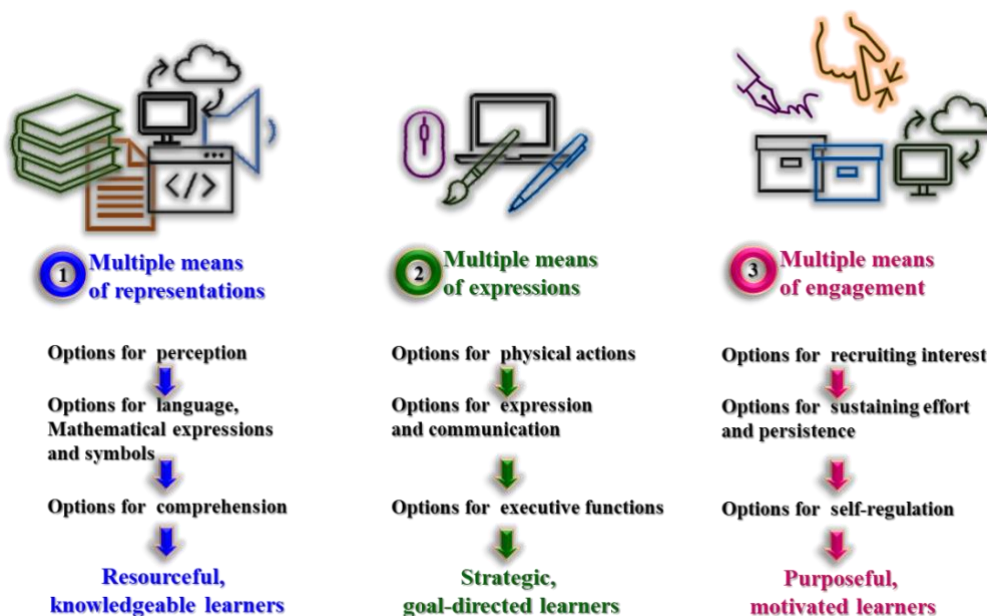 </>
1 Multiple means
of representations
Options for perception
Options for language,
Mathematical expressions
and symbols
Options for comprehension
Resourceful,
knowledgeable learners
2 Multiple means
of expressions
Options for physical actions
Options for expression
and communication
Options for executive functions
Strategic,
goal-directed learners
3 Multiple means
of engagement
Options for recruiting interest
Options for sustaining effort
and persistence
Options for self-regulation
Purposeful,
motivated learners